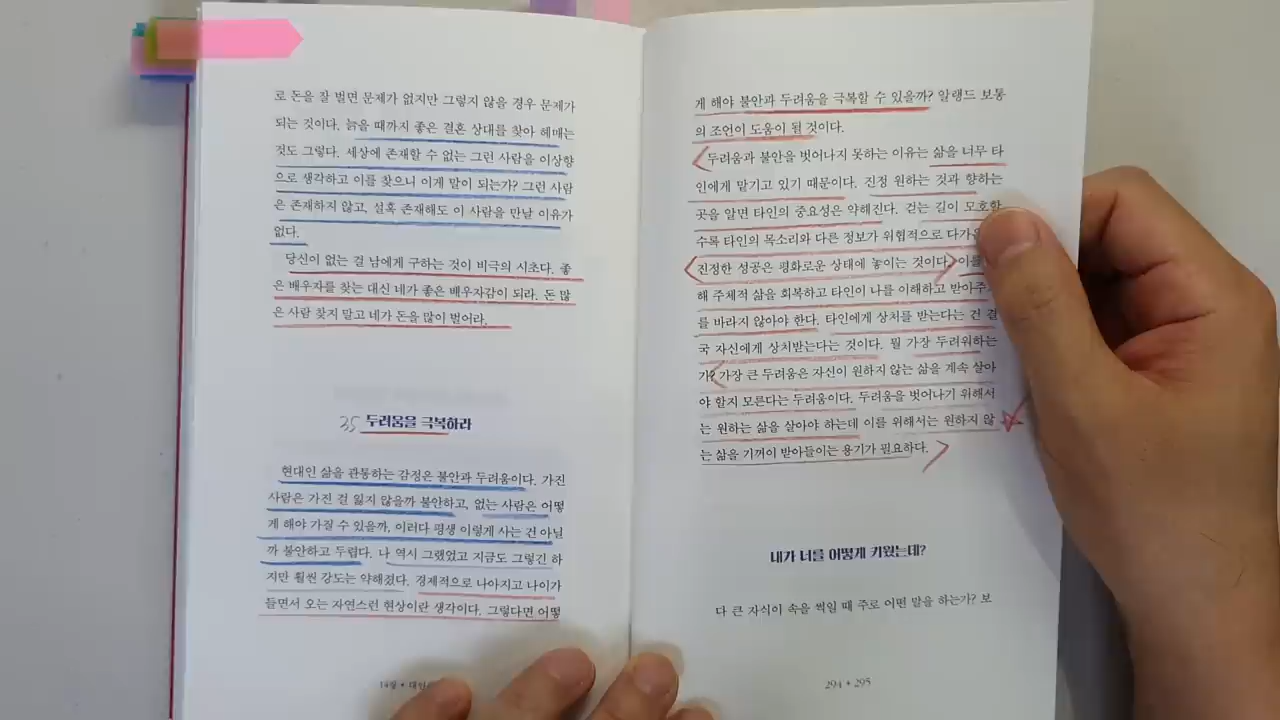 로 돈을 잘 벌면 문제가 없지만 그렇지 않을 경우 문제가
되는 것이다. 늙을 때까지 좋은 결혼 상대를 찾아 헤매는
것도 그렇다. 세상에 존재할 수 없는 그런 사람을 이상향
으로 생각하고 이를 찾으니 이게 말이 되는가? 그런 사람
은 존재하지 않고, 설혹 존재해도 이 사람을 만날 이유가
없다.
당신이 없는 걸 남에게 구하는 것이 비극의 시초다. 좋
은 배우자를 찾는 대신 네가 좋은 배우자감이 되라. 돈 많
은 사람 찾지 말고 네가 돈을 많이 벌어라.
35 두려움을 극복하라
현대인 삶을 관통하는 감정은 불안과 두려움이다. 가진
사람은 가진 걸 잃지 않을까 불안하고, 없는 사람은 어떻
게 해야 가질 수 있을까, 이러다 평생 이렇게 사는 건 아닐
까 불안하고 두렵다. 나 역시 그랬었고 지금도 그렇긴 하
지만 훨씬 강도는 약해졌다. 경제적으로 나아지고 나이가
들면서 오는 자연스런 현상이란 생각이다. 그렇다면 어떻
14장 •
게 해야 불안과 두려움을 극복할 수 있을까? 알랭드 보통
의 조언이 도움이 될 것이다.
두려움과 불안을 벗어나지 못하는 이유는 삶을 너무 타
인에게 맡기고 있기 때문이다. 진정 원하는 것과 향하는
곳을 알면 타인의 중요성은 약해진다. 걷는 길이 모호할
수록 타인의 목소리와 다른 정보가 위협적으로
진정한 성공은 평화로운 상태에 놓이는 것이다.
해 주체적 삶을 회복하고 타인이 나를 이해하고
를 바라지 않아야 한다. 타인에게 상처를 받는다는 건 결
국 자신에게 상처받는다는 것이다. 뭘 가장 두려워하는
가? 가장 큰 두려움은 자신이 원하지 않는 삶을 계속 살아
야 할지 모른다는 두려움이다. 두려움을 벗어나기 위해서
는 원하는 삶을 살아야 하는데 이를 위해서는 원하지 않
는 삶을 기꺼이 받아들이는 용기가 필요하다.
내가 너를 어떻게 키웠는데?
다 큰 자식이 속을 썩일 때 주로 어떤 말을 하는가? 보
294 • 295